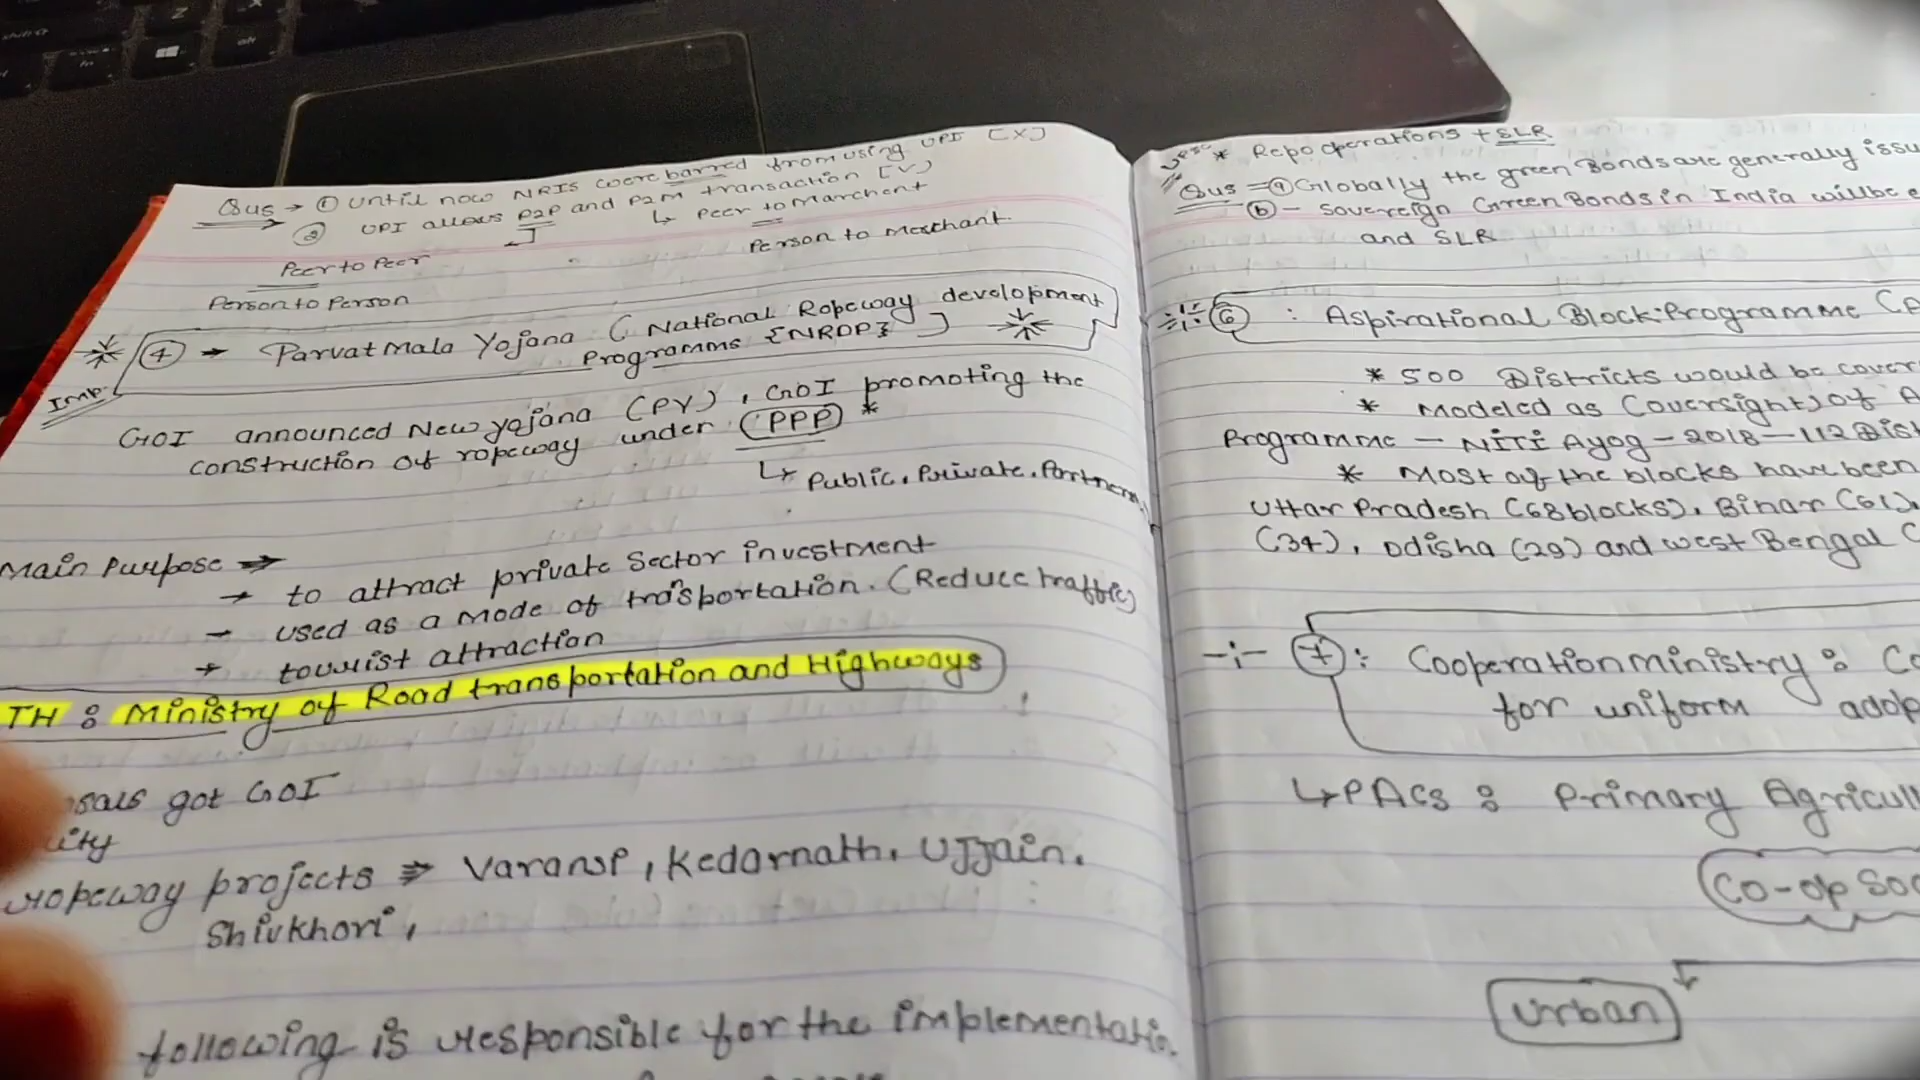 Qus → ① Until now NRIS were barred from using UPI [X]
② UPI allows P2P and P2M transaction [✓]
↳ Peer to Marchent
Person to Merchant
Peer to Peer
Person to Person
④ → Parvat Mala Yojana ( National Ropeway development
Programme {NRDP} ]
Imp.
GOI announced New yojana (PY), GOI promoting the
construction of ropeway under PPP *
↳ Public, Private, Partner
Main Purpose ⇒
→ to attract private Sector investment
→ used as a mode of transportation. (Reduce traffic)
→ tourist attraction
TH : Ministry of Road transportation and Highways
got GOI
ropeway projects ⇒ Varansi, Kedarnath, Ujjain,
Shivkhori,
following is responsible for the implementatio
* Repo operations + SLR
Qus = a) Globally the green Bonds are generally issu
b) - Sovereign Green Bonds in India will be e
and SLR
⑥ : Aspirational Block Programme
* 500 Districts would be cover
* Modeled as Coversight) of A
Programme – NITI Ayog – 2018 – 112 Dist
* Most of the blocks have been
Uttar Pradesh (68 blocks), Bihar (61),
(34), Odisha (29) and West Bengal (
⑦ : Cooperation ministry : Co
for uniform adop
↳ PACs : Primary Agricul
Co-op Soc
Urban